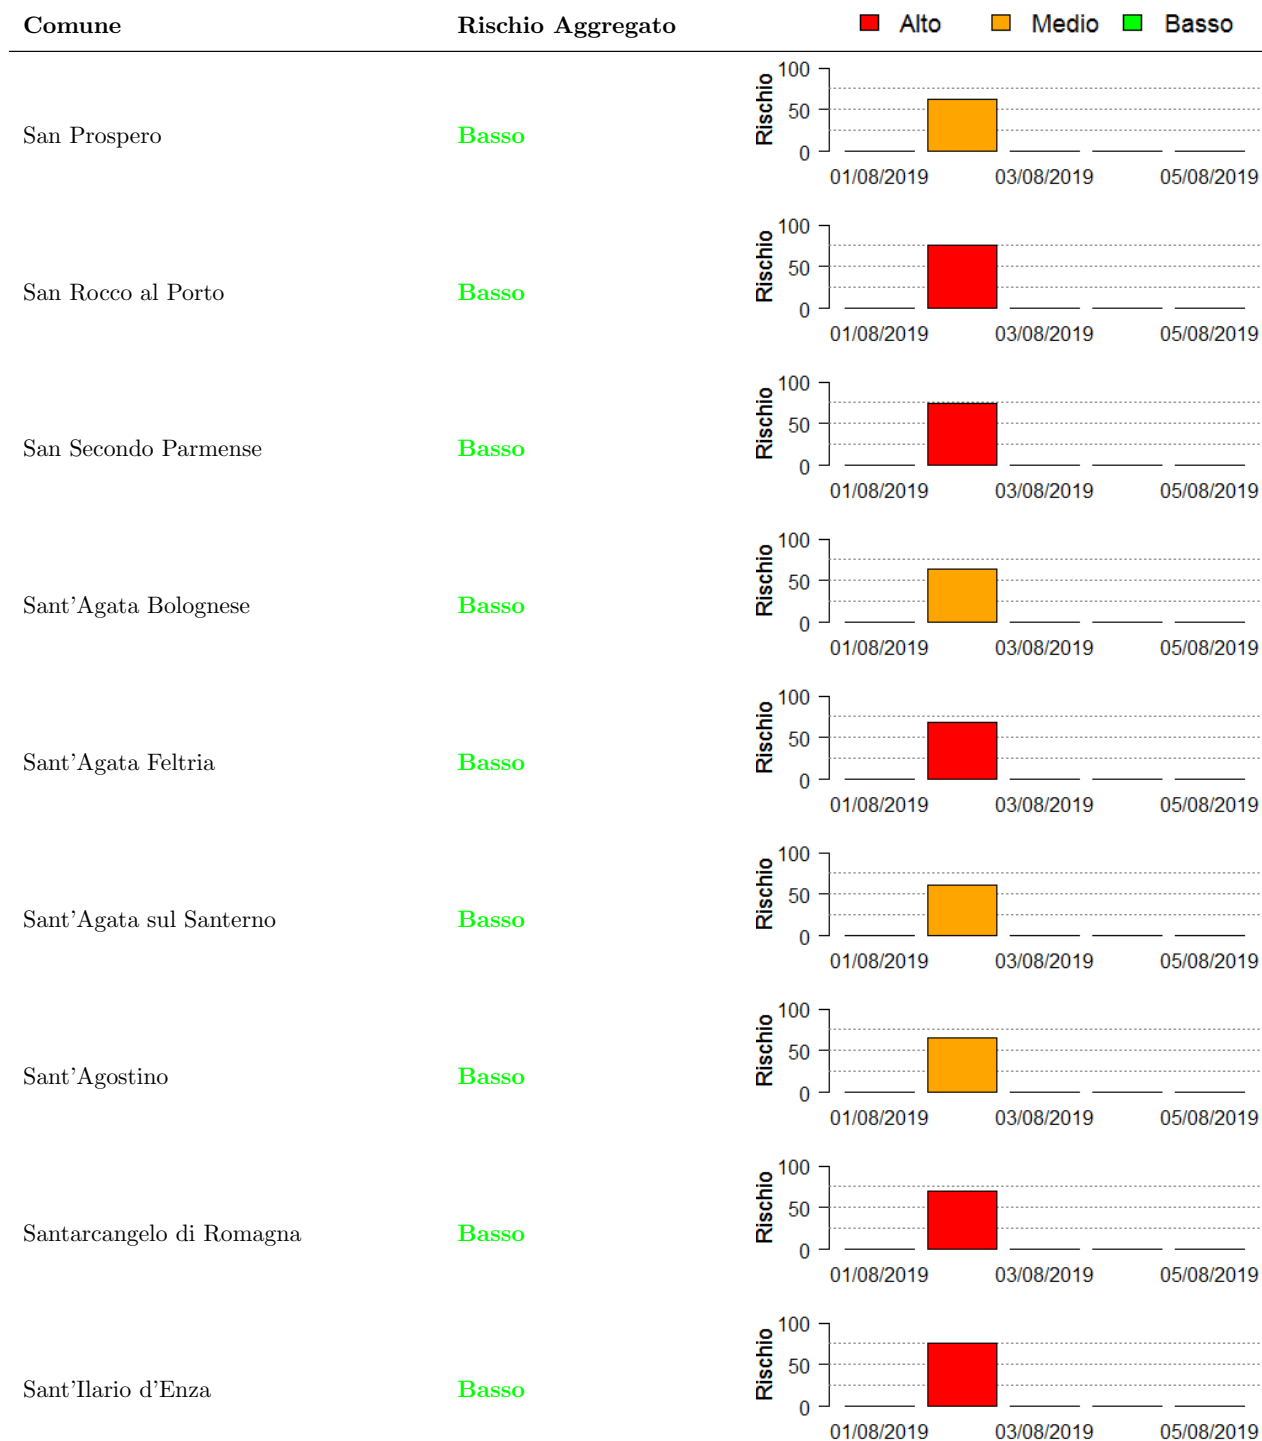 Comune Rischio Aggregato Alto Medio Basso
San Prospero Basso
Rischio
100
50
0
01/08/2019 03/08/2019 05/08/2019
San Rocco al Porto Basso
Rischio
100
50
0
01/08/2019 03/08/2019 05/08/2019
San Secondo Parmense Basso
Rischio
100
50
0
01/08/2019 03/08/2019 05/08/2019
Sant'Agata Bolognese Basso
Rischio
100
50
0
01/08/2019 03/08/2019 05/08/2019
Sant'Agata Feltria Basso
Rischio
100
50
0
01/08/2019 03/08/2019 05/08/2019
Sant'Agata sul Santerno Basso
Rischio
100
50
0
01/08/2019 03/08/2019 05/08/2019
Sant'Agostino Basso
Rischio
100
50
0
01/08/2019 03/08/2019 05/08/2019
Santarcangelo di Romagna Basso
Rischio
100
50
0
01/08/2019 03/08/2019 05/08/2019
Sant'Ilario d'Enza Basso
Rischio
100
50
0
01/08/2019 03/08/2019 05/08/2019